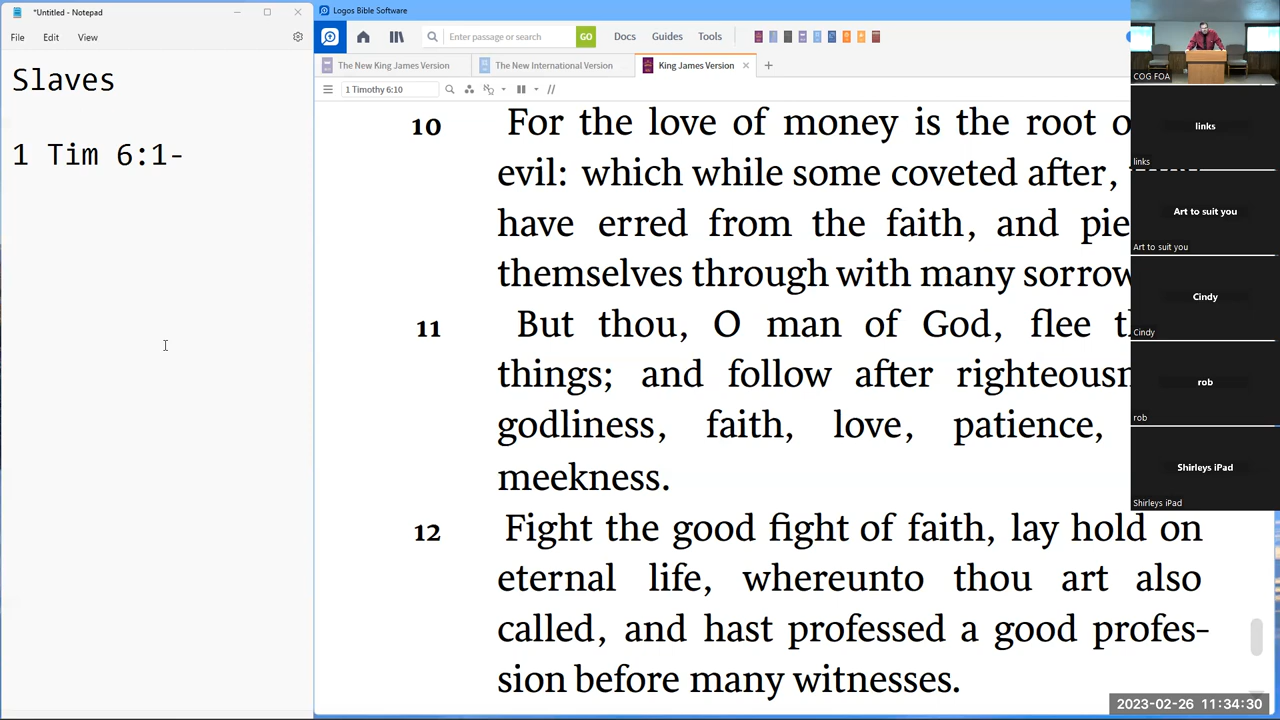 *Untitled - Notepad
File Edit View
Slaves
1 Tim 6:1-
Logos Bible Software
Enter passage or search GO Docs Guides Tools
The New King James Version The New International Version King James Version
1 Timothy 6:10
10 For the love of money is the root
evil: which while some coveted after,
have erred from the faith, and
themselves through with many
11 But thou, O man of God, flee
things; and follow after
godliness, faith, love, patience,
meekness.
12 Fight the good fight of faith, lay hold on
eternal life, whereunto thou art also
called, and hast professed a good profes-
sion before many witnesses.
COG FOA
links
links
Art to suit you
Art to suit you
Cindy
Cindy
rob
rob
Shirleys iPad
Shirleys iPad
2023-02-26 11:34:30